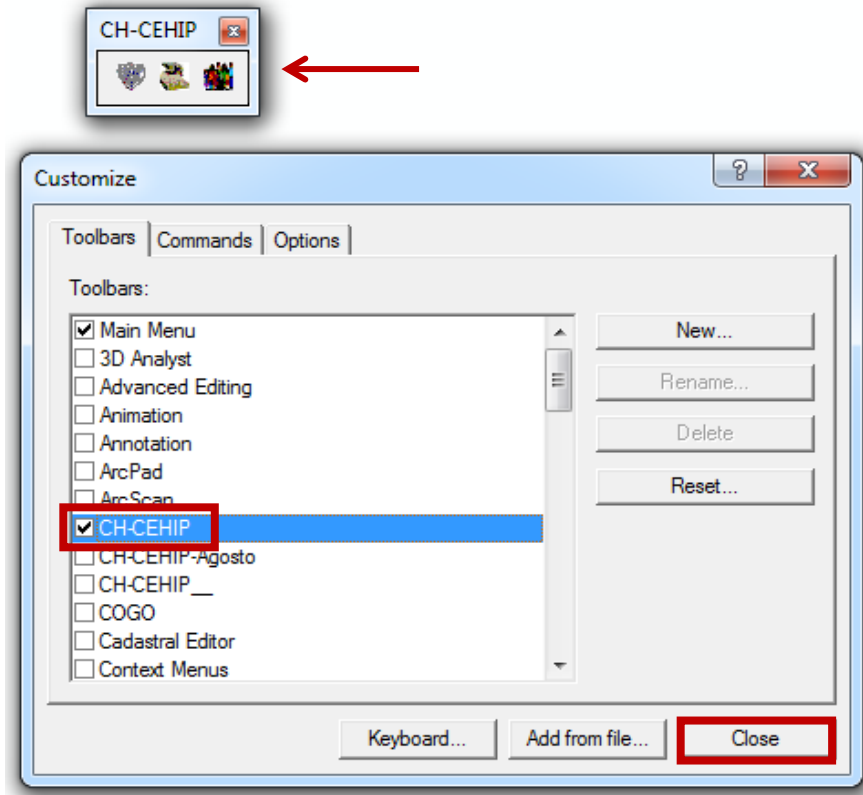 CH-CEHIP
Customize
Toolbars Commands Options
Toolbars:
Main Menu
3D Analyst
Advanced Editing
Animation
Annotation
ArcPad
ArcScan
CH-CEHIP
CH-CEHIP-Agosto
CH-CEHIP__
COGO
Cadastral Editor
Context Menus
New...
Rename...
Delete
Reset...
Keyboard... Add from file... Close